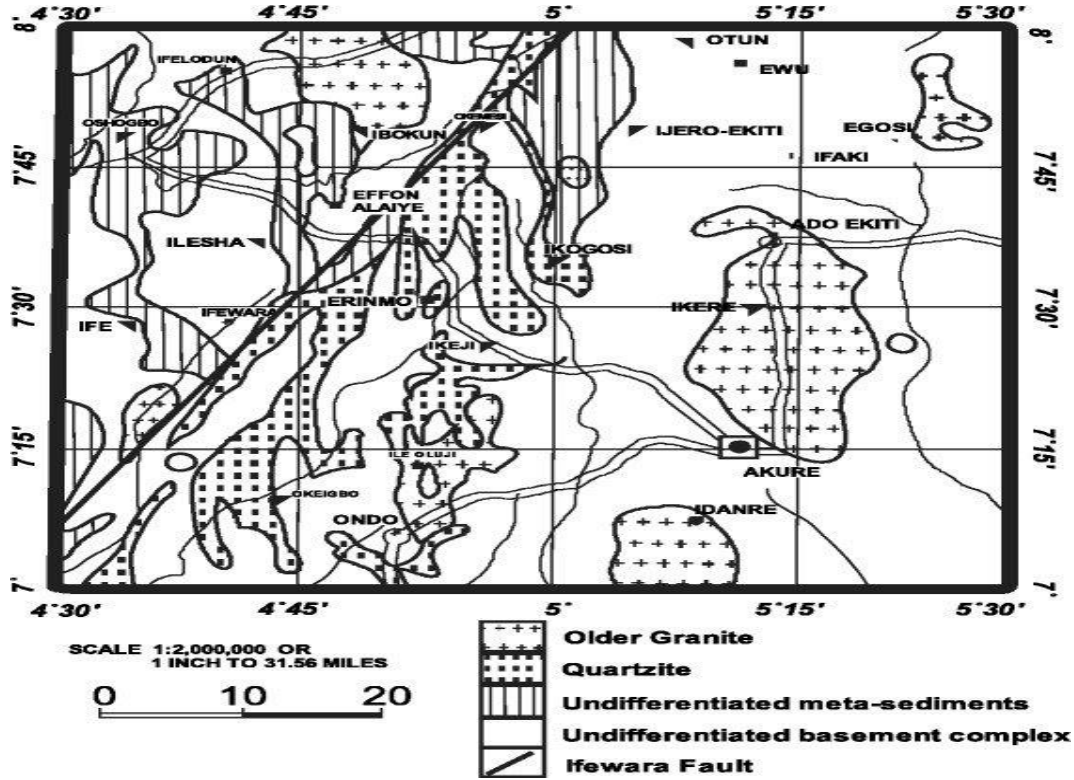 4°30' 4°45' 5° 5°15' 5°30'
8° 8°
OTUN
IFELODUN
EWU
OSHOGBO
IBOKUN
OKEMESI
IJERO-EKITI
EGOSI
IFAKI
7°45' 7°45'
EFFON
ALAIYE
ADO EKITI
ILESHA
IKOGOSI
ERINMO
IKERE
7°30' 7°30'
IFEWARA
IFE
IKEJI
7°15' 7°15'
ILE OLUJI
AKURE
OKEIGBO
ONDO
IDANRE
7° 7°
4°30' 4°45' 5° 5°15' 5°30'
SCALE 1:2,000,000 OR
1 INCH TO 31.56 MILES
0 10 20
Older Granite
Quartzite
Undifferentiated meta-sediments
Undifferentiated basement complex
Ifewara Fault